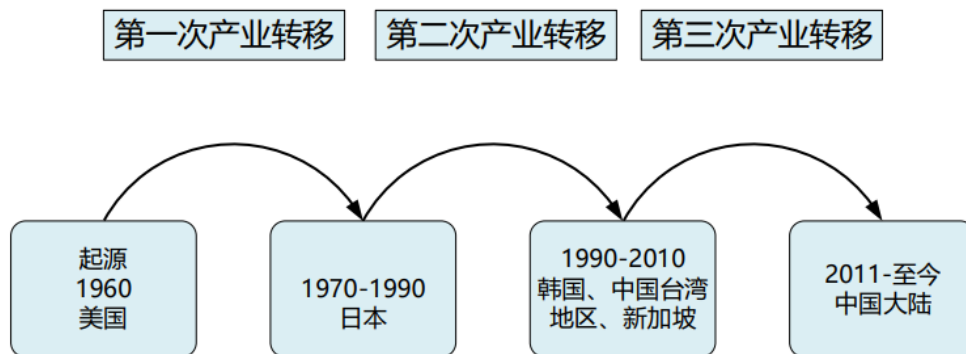 第一次产业转移
第二次产业转移
第三次产业转移
起源
1960
美国
1970-1990
日本
1990-2010
韩国、中国台湾
地区、新加坡
2011-至今
中国大陆